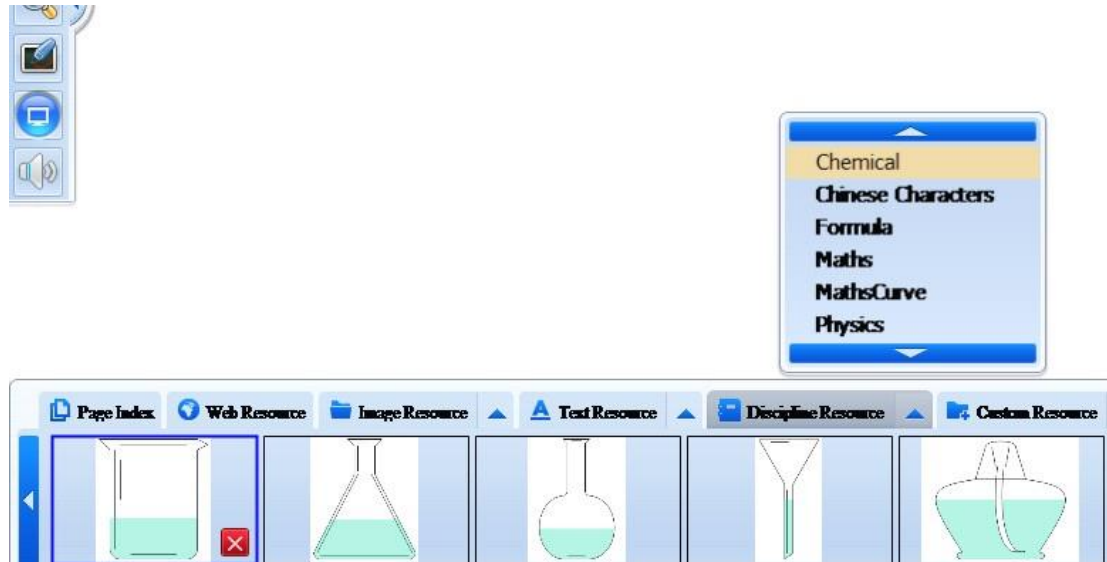 Chemical
Chinese Characters
Formula
Maths
MathsCurve
Physics
Page Index Web Resource Image Resource Text Resource Discipline Resource Custom Resource